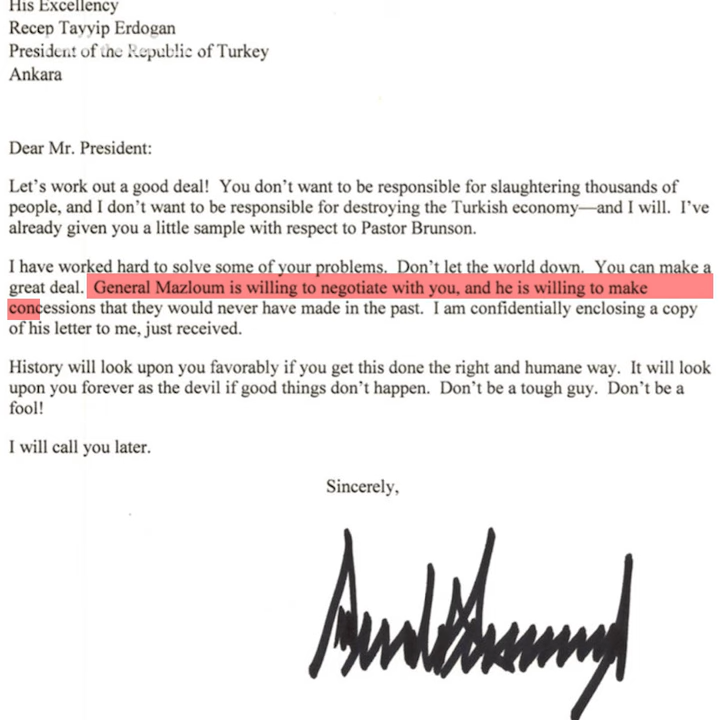 His Excellency
Recep Tayyip Erdogan
President of the Republic of Turkey
Ankara
Dear Mr. President:
Let's work out a good deal! You don't want to be responsible for slaughtering thousands of
people, and I don't want to be responsible for destroying the Turkish economy—and I will. I've
already given you a little sample with respect to Pastor Brunson.
I have worked hard to solve some of your problems. Don't let the world down. You can make a
great deal. General Mazloum is willing to negotiate with you, and he is willing to make
concessions that they would never have made in the past. I am confidentially enclosing a copy
of his letter to me, just received.
History will look upon you favorably if you get this done the right and humane way. It will look
upon you forever as the devil if good things don't happen. Don't be a tough guy. Don't be a
fool!
I will call you later.
Sincerely,